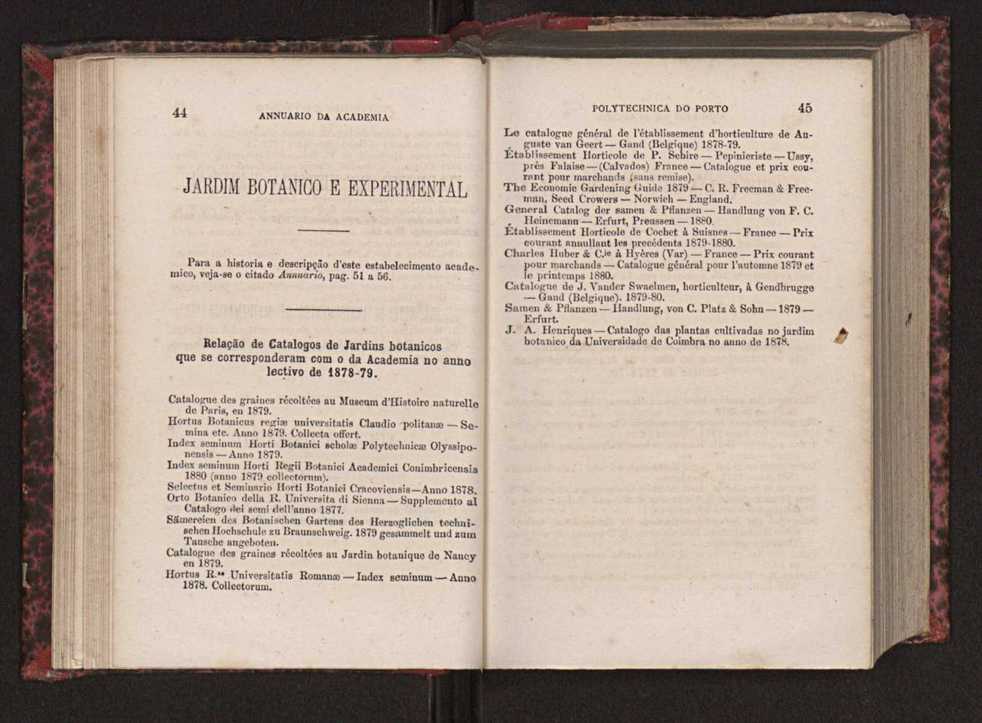 44
ANNUARIO DA ACADEMIA
JARDIM BOTANICO E EXPERIMENTAL
Para a historia e descripção d'este estabelecimento acade-
mico, veja-se o citado Annuario, pag. 51 a 56.
Relação de Catalogos de Jardins botanicos
que se corresponderam com o da Academia no anno
lectivo de 1878-79.
Catalogue des graines récoltées au Museum d'Histoire naturelle
de Paris, en 1879.
Hortus Botanicus regiæ universitatis Claudio-politanæ — Se-
mina etc. Anno 1879. Collecta offert.
Index seminum Horti Botanici scholæ Polytechnicæ Olyssipo-
nensis — Anno 1879.
Index seminum Horti Regii Botanici Academici Conimbricensis
1880 (anno 1879 collectorum).
Selectus et Seminario Horti Botanici Cracoviensis — Anno 1878.
Orto Botanico della R. Universita di Sienna — Supplemento al
Catalogo dei semi dell'anno 1877.
Sämereien des Botanischen Gartens des Herzoglichen techni-
schen Hochschule zu Braunschweig. 1879 gesammelt und zum
Tausche angeboten.
Catalogue des graines récoltées au Jardin botanique de Nancy
en 1879.
Hortus R.ᵃˢ Universitatis Romanæ — Index seminum — Anno
1878. Collectorum.
POLYTECHNICA DO PORTO
45
Le catalogue général de l'établissement d'horticulture de Au-
guste van Geert — Gand (Belgique) 1878-79.
Établissement Horticole de P. Sebire — Pepinieriste — Ussy,
près Falaise — (Calvados) France — Catalogue et prix cou-
rant pour marchands (sans remise).
The Economic Gardening Guide 1879 — C. R. Freeman & Free-
man, Seed Crowers — Norwich — England.
General Catalog der samen & Pflanzen — Handlung von F. C.
Heinemann — Erfurt, Preussen — 1880.
Établissement Horticole de Cochet à Suisnes — France — Prix
courant annullant les precédents 1879-1880.
Charles Huber & C.ⁱᵉ à Hyères (Var) — France — Prix courant
pour marchands — Catalogue général pour l'automne 1879 et
le printemps 1880.
Catalogue de J. Vander Swaelmen, horticulteur, à Gendbrugge
— Gand (Belgique). 1879-80.
Samen & Pflanzen — Handlung, von C. Platz & Sohn — 1879 —
Erfurt.
J. A. Henriques — Catalogo das plantas cultivadas no jardim
botanico da Universidade de Coimbra no anno de 1878.